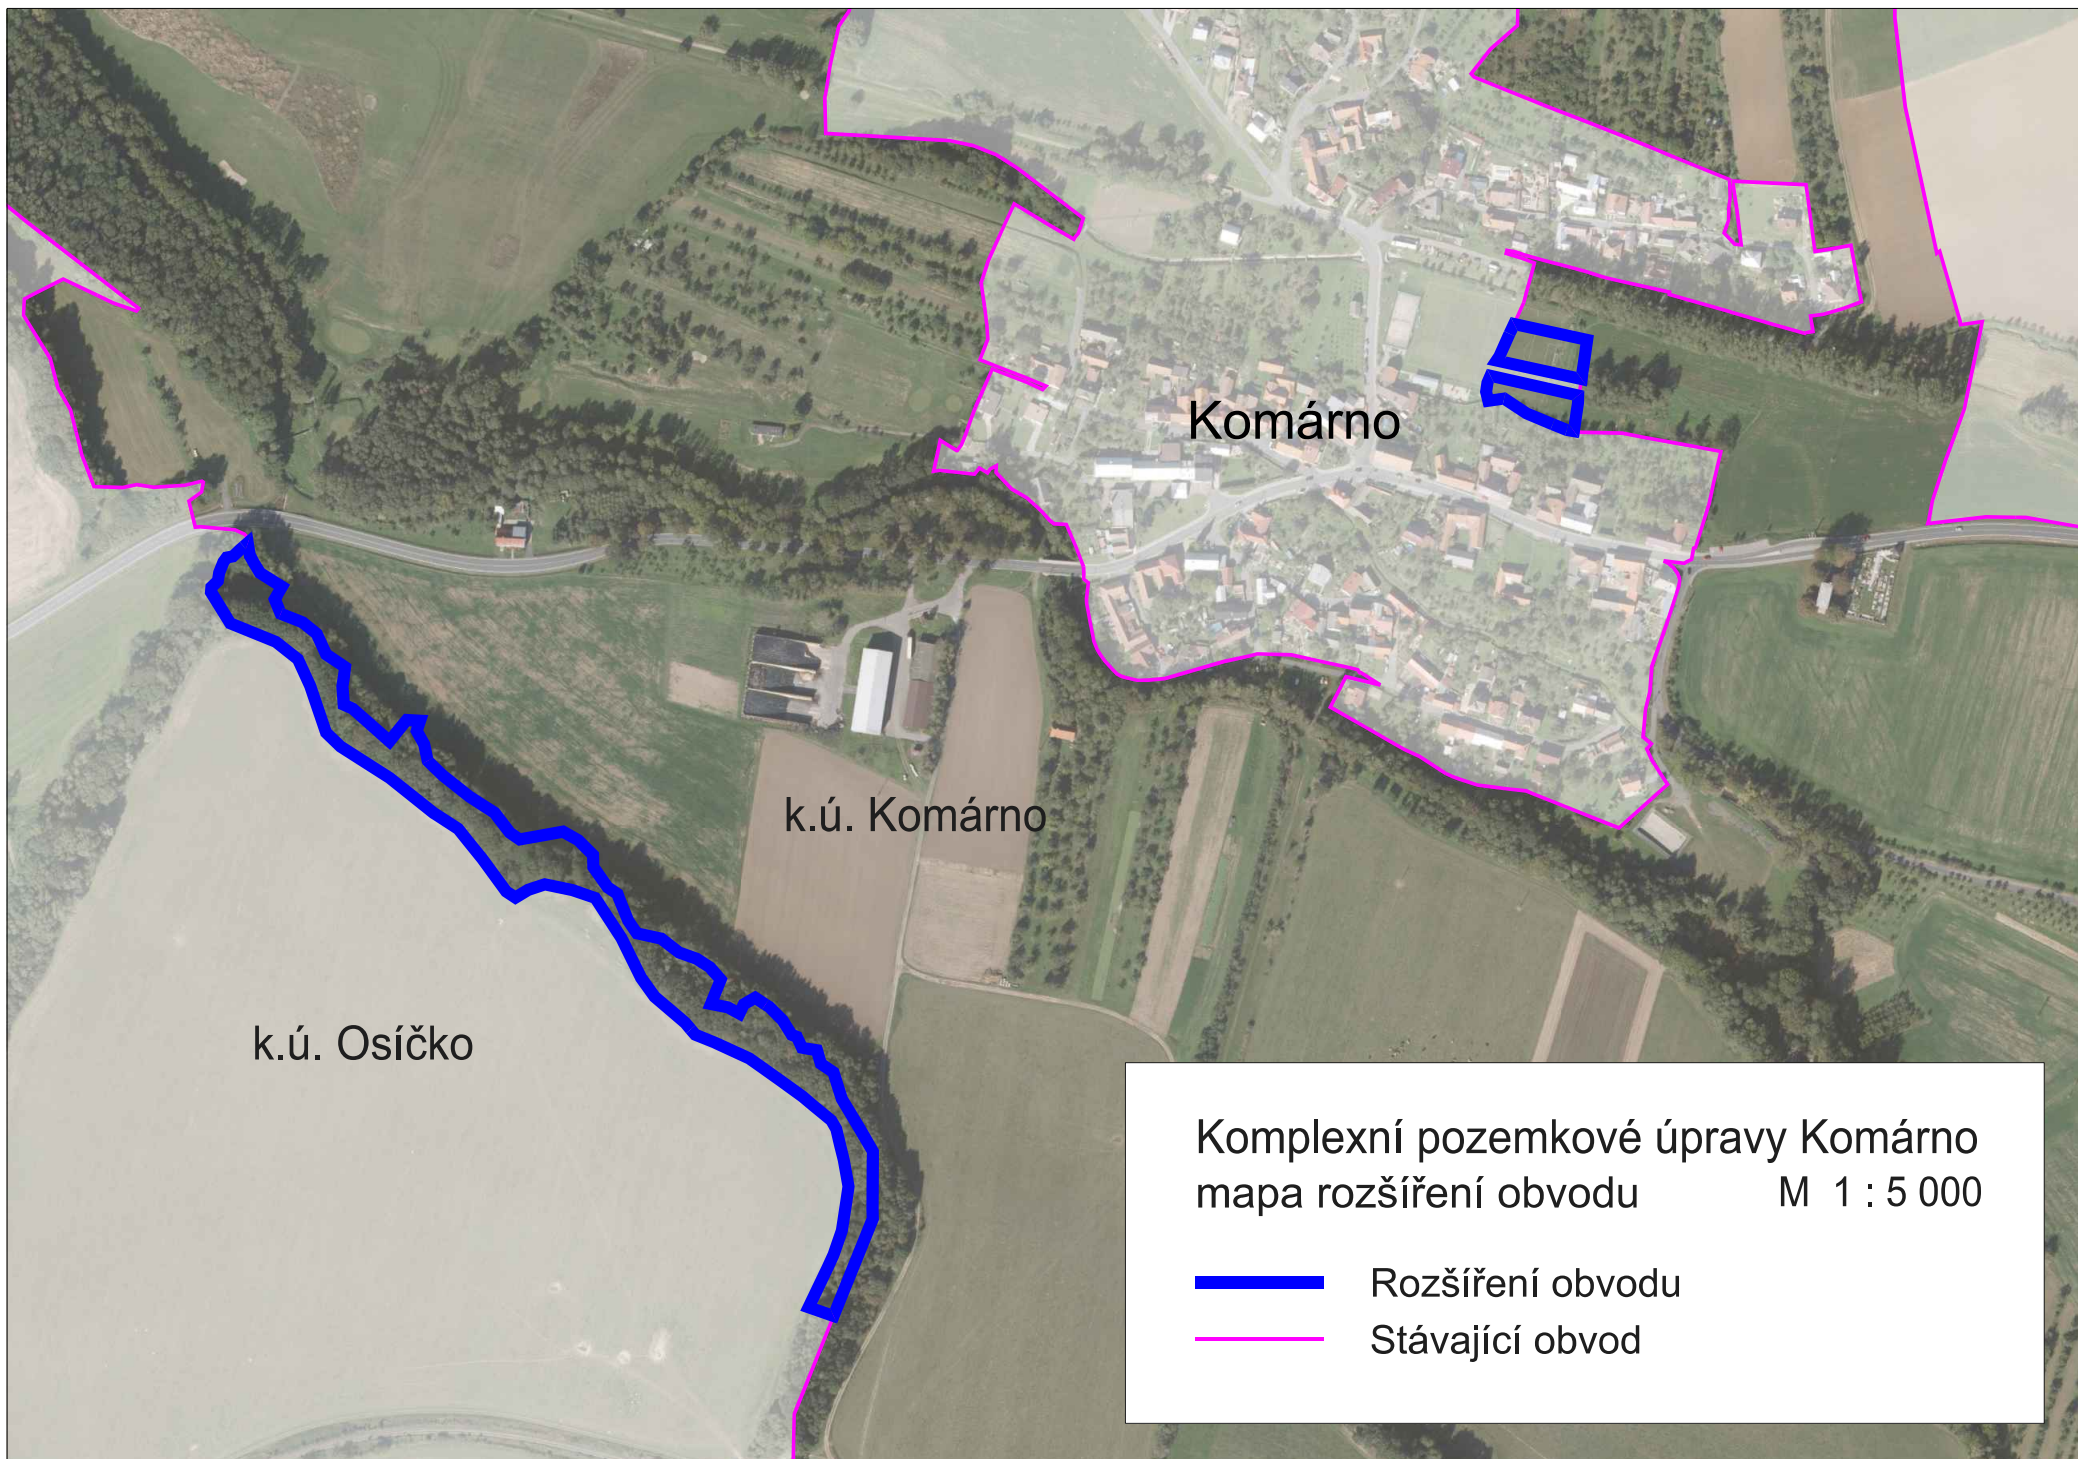 Komárno
k.ú. Komárno
k.ú. Osíčko
Komplexní pozemkové úpravy Komárno
mapa rozšíření obvodu M 1 : 5 000
Rozšíření obvodu
Stávající obvod